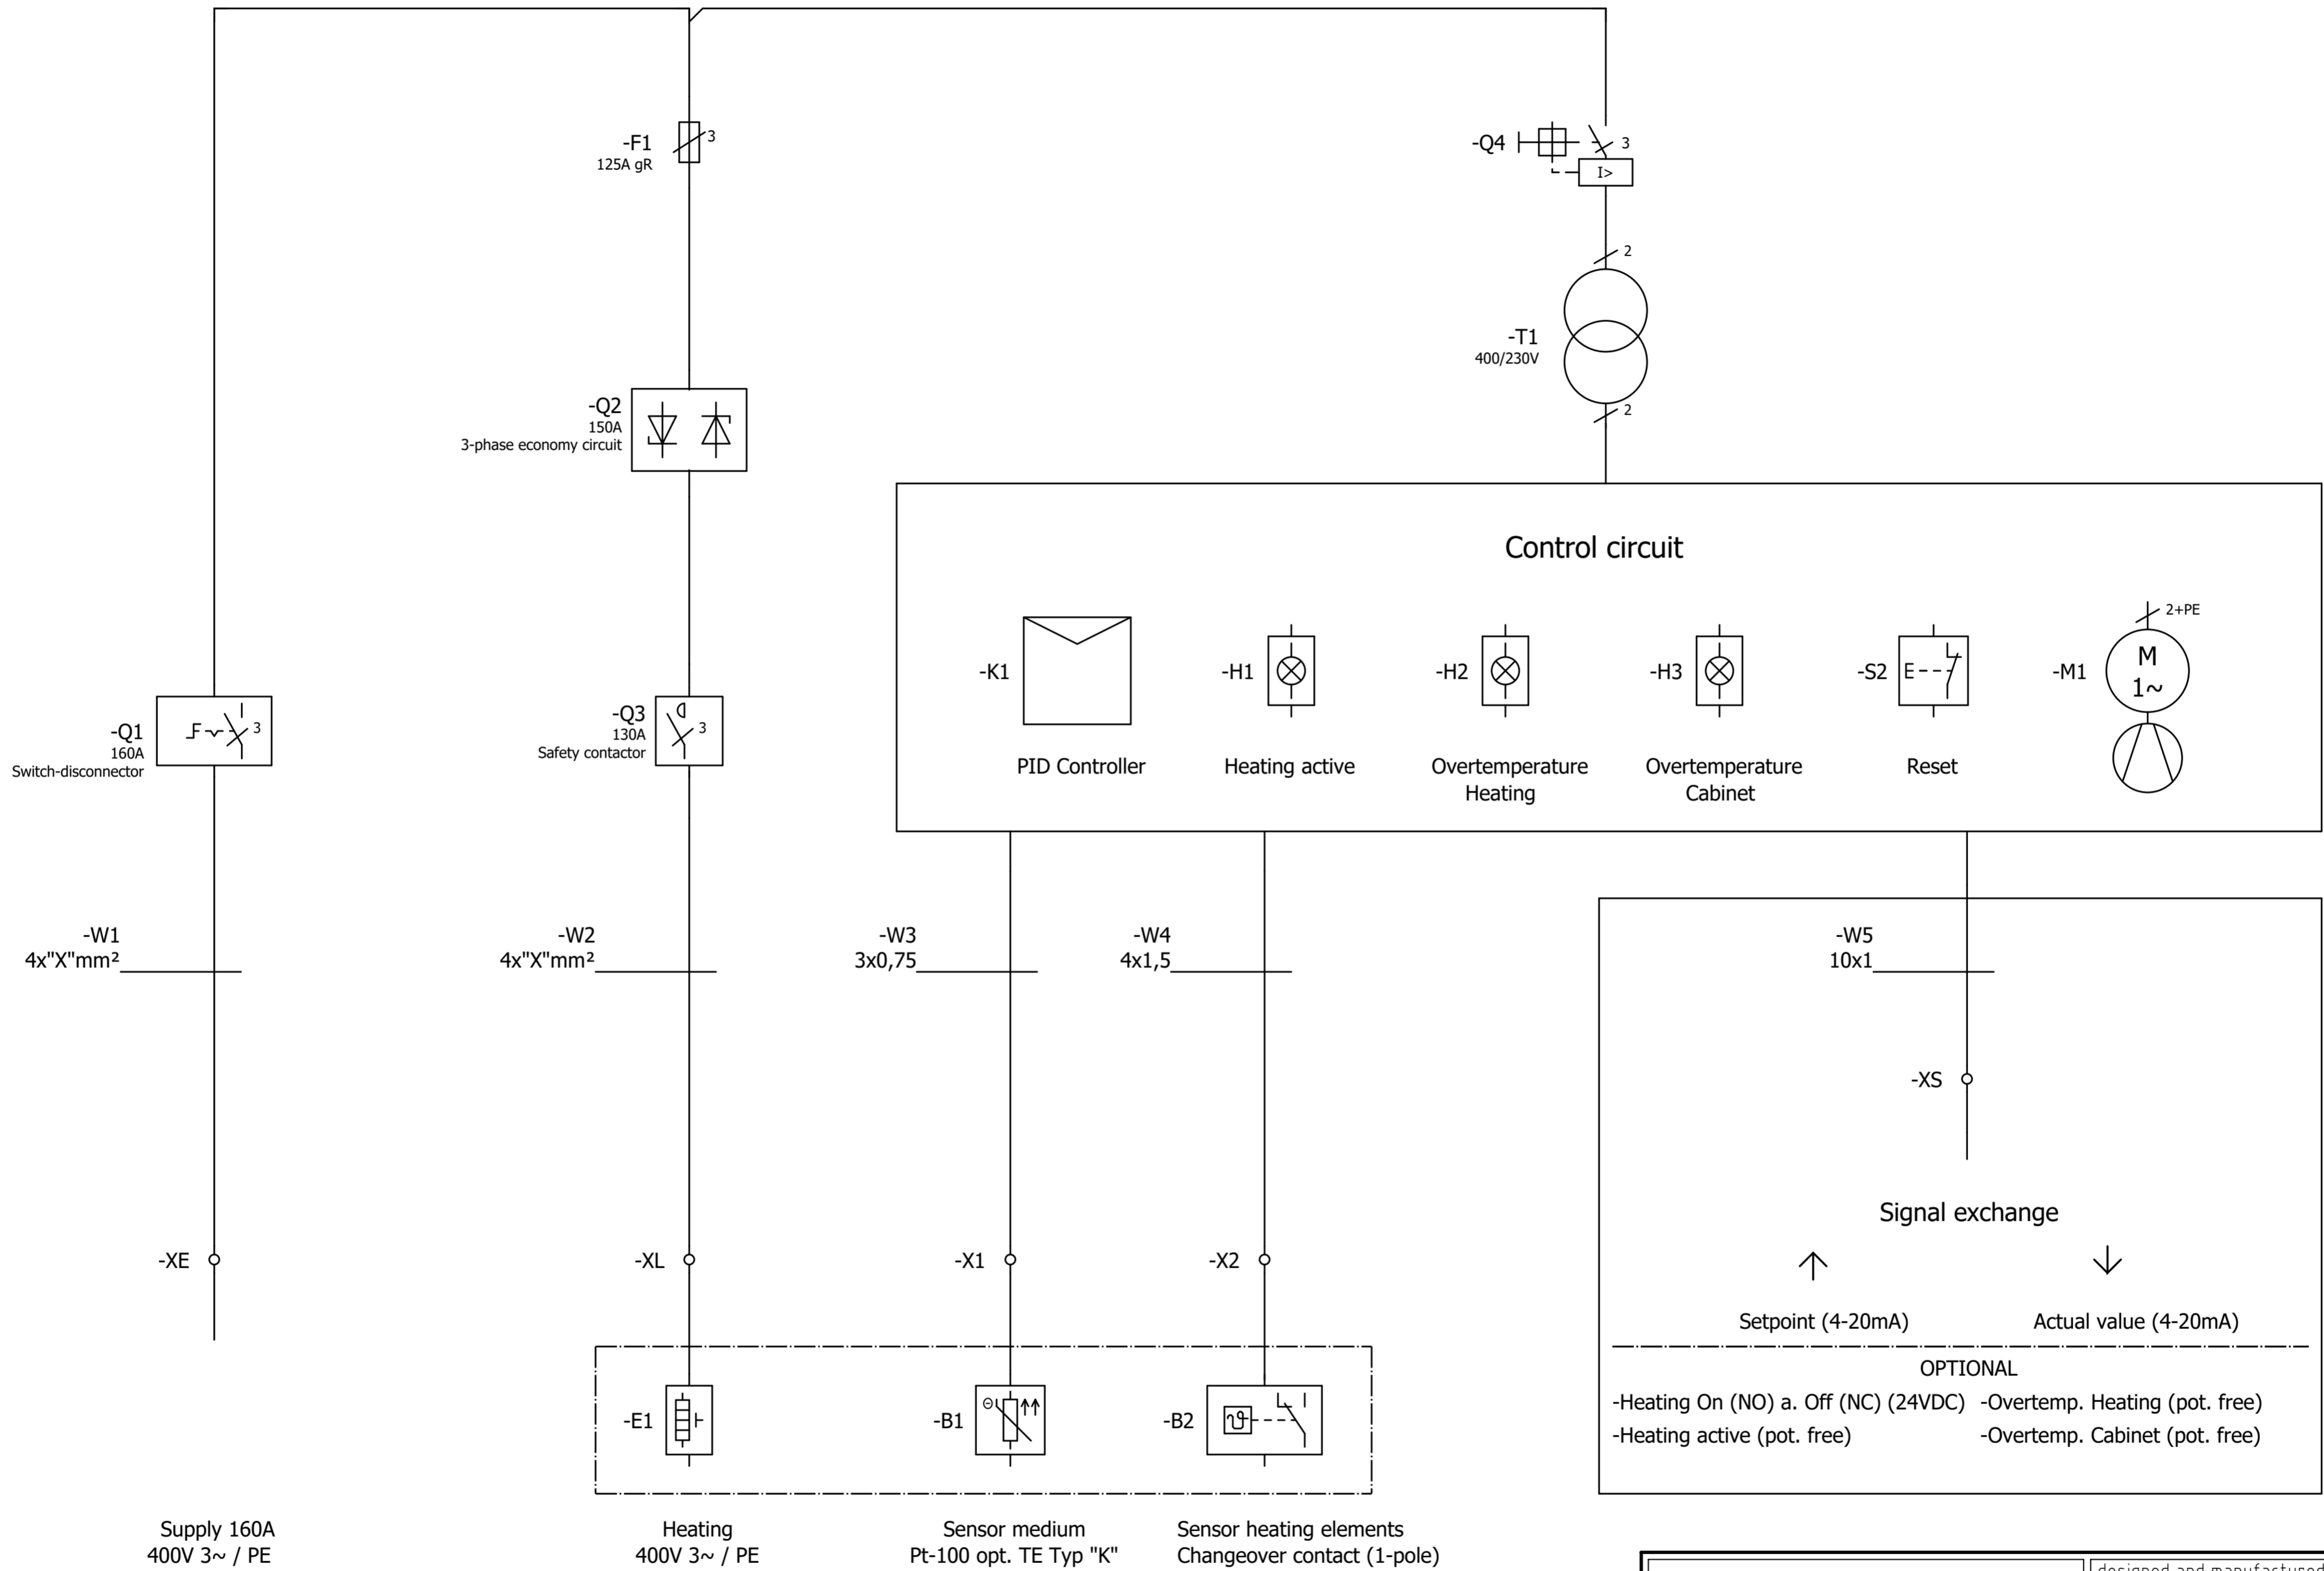 -F1
125A gR
3
-Q4
3
I>
2
-T1
400/230V
2
-Q2
150A
3-phase economy circuit
Control circuit
2+PE
-K1
-H1
-H2
-H3
-S2
E
-M1
M
1~
-Q1
160A
Switch-disconnector
3
-Q3
130A
Safety contactor
3
PID Controller
Heating active
Overtemperature
Heating
Overtemperature
Cabinet
Reset
-W1
4x"X"mm²
-W2
4x"X"mm²
-W3
3x0,75
-W4
4x1,5
-W5
10x1
-XS
Signal exchange
-XE
-XL
-X1
-X2
↑
↓
Setpoint (4-20mA)
Actual value (4-20mA)
OPTIONAL
-Heating On (NO) a. Off (NC) (24VDC)
-Overtemp. Heating (pot. free)
-Heating active (pot. free)
-Overtemp. Cabinet (pot. free)
-E1
-B1
Θ
-B2
ϑ
Supply 160A
400V 3~ / PE
Heating
400V 3~ / PE
Sensor medium
Pt-100 opt. TE Typ "K"
Sensor heating elements
Changeover contact (1-pole)